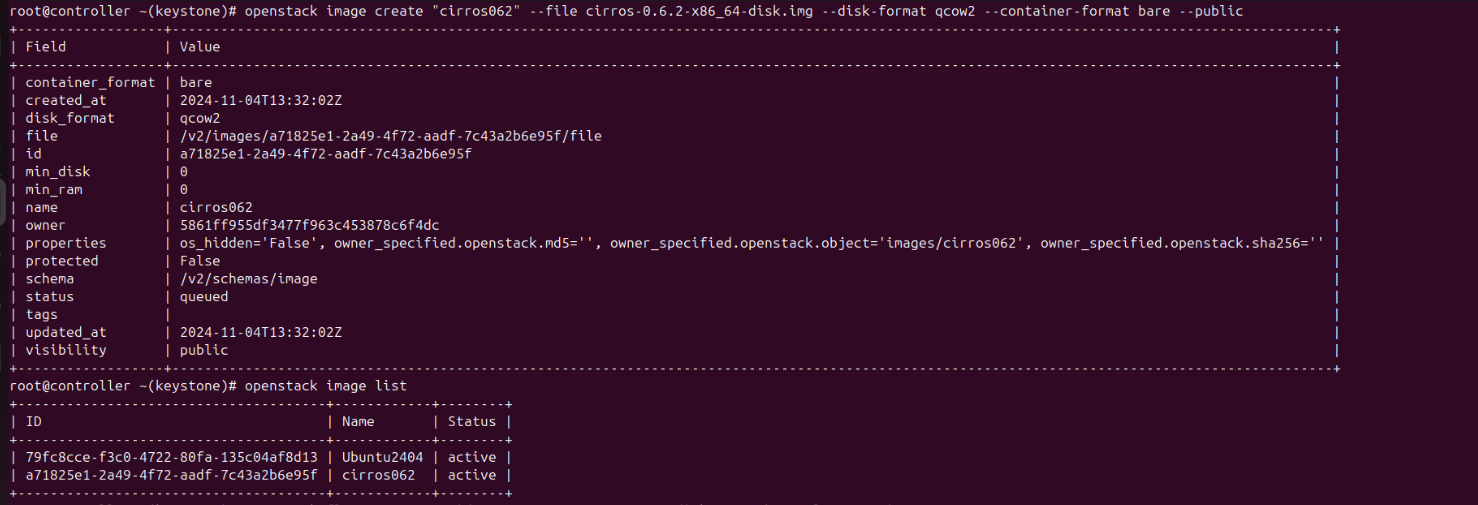 root@controller ~(keystone)# openstack image create "cirros062" --file cirros-0.6.2-x86_64-disk.img --disk-format qcow2 --container-format bare --public
| Field | Value |
| container_format | bare |
| created_at | 2024-11-04T13:32:02Z |
| disk_format | qcow2 |
| file | /v2/images/a71825e1-2a49-4f72-aadf-7c43a2b6e95f/file |
| id | a71825e1-2a49-4f72-aadf-7c43a2b6e95f |
| min_disk | 0 |
| min_ram | 0 |
| name | cirros062 |
| owner | 5861ff955df3477f963c453878c6f4dc |
| properties | os_hidden='False', owner_specified.openstack.md5='', owner_specified.openstack.object='images/cirros062', owner_specified.openstack.sha256='' |
| protected | False |
| schema | /v2/schemas/image |
| status | queued |
| tags | |
| updated_at | 2024-11-04T13:32:02Z |
| visibility | public |
root@controller ~(keystone)# openstack image list
| ID | Name | Status |
| 79fc8cce-f3c0-4722-80fa-135c04af8d13 | Ubuntu2404 | active |
| a71825e1-2a49-4f72-aadf-7c43a2b6e95f | cirros062 | active |